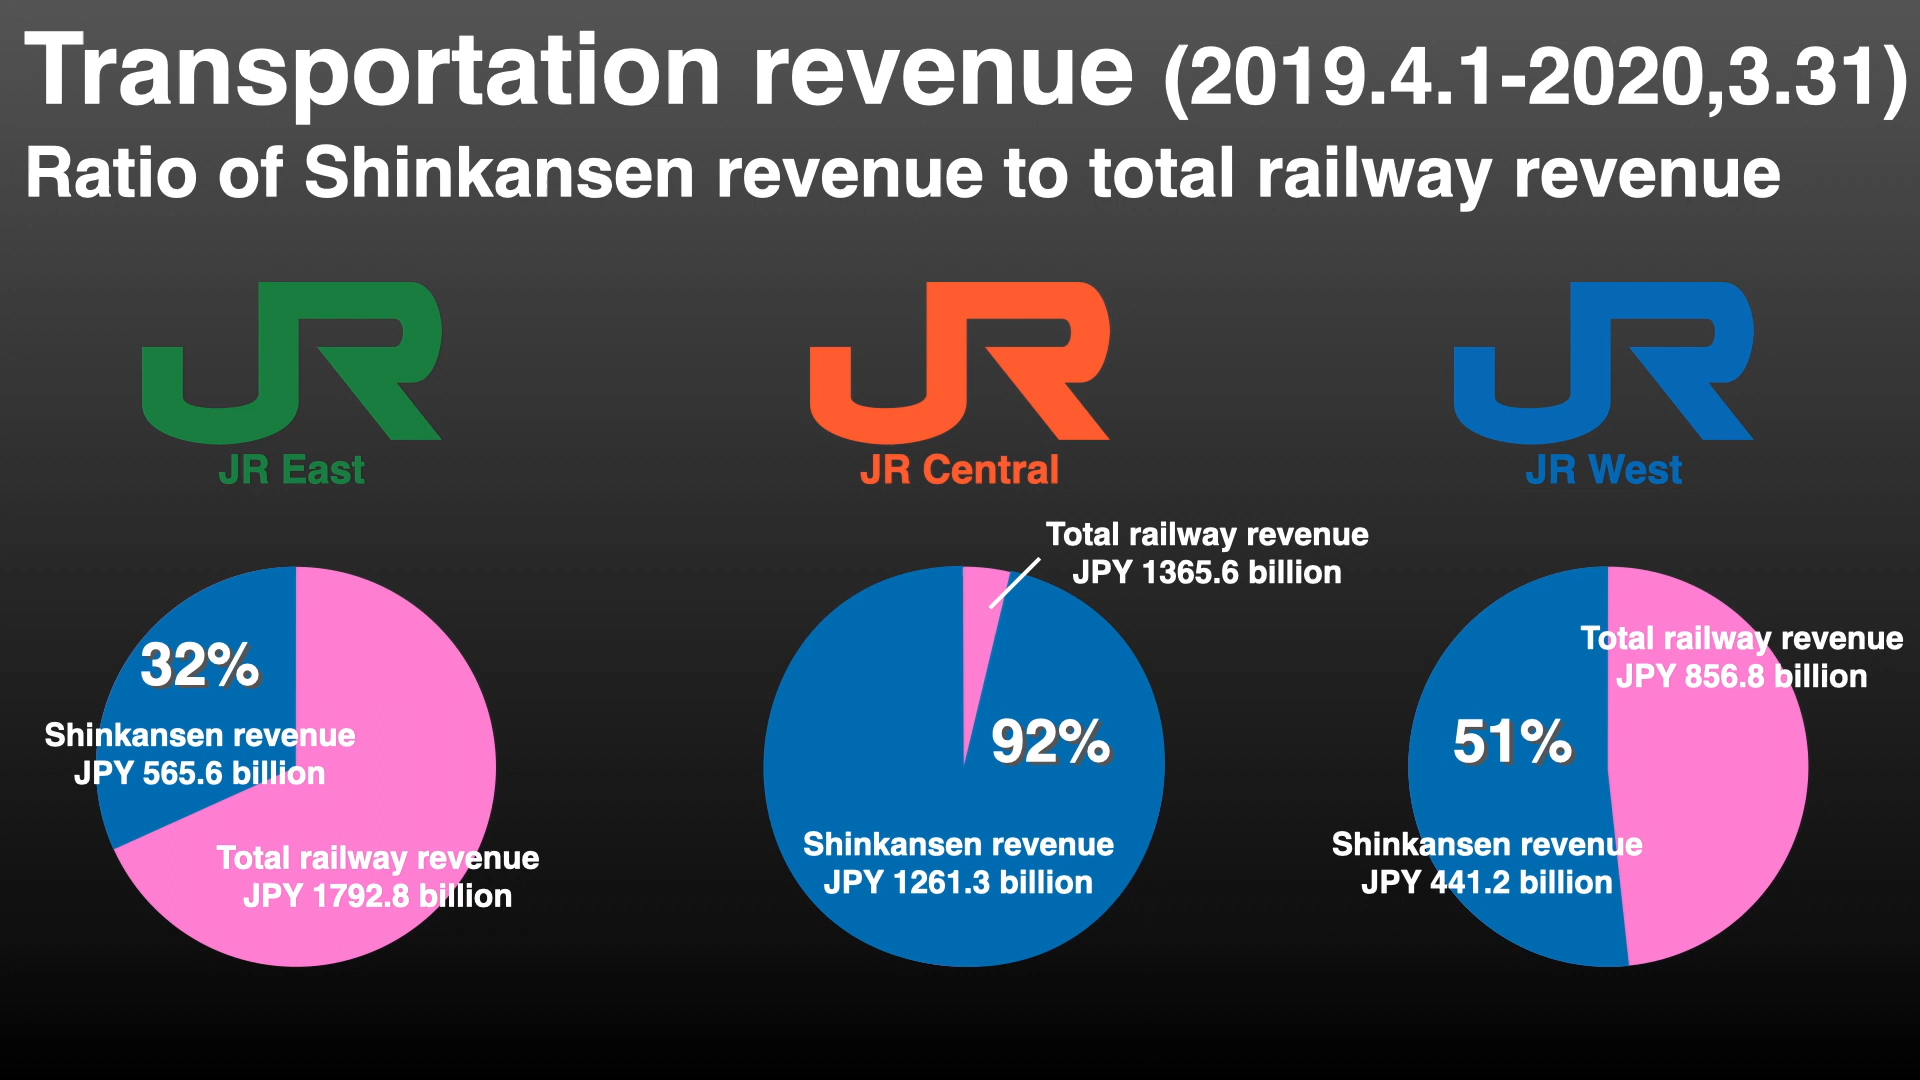 Transportation revenue (2019.4.1-2020,3.31)
Ratio of Shinkansen revenue to total railway revenue
JR
JR East
JR
JR Central
JR
JR West
32%
Shinkansen revenue
JPY 565.6 billion
Total railway revenue
JPY 1792.8 billion
Total railway revenue
JPY 1365.6 billion
92%
Shinkansen revenue
JPY 1261.3 billion
Total railway revenue
JPY 856.8 billion
51%
Shinkansen revenue
JPY 441.2 billion